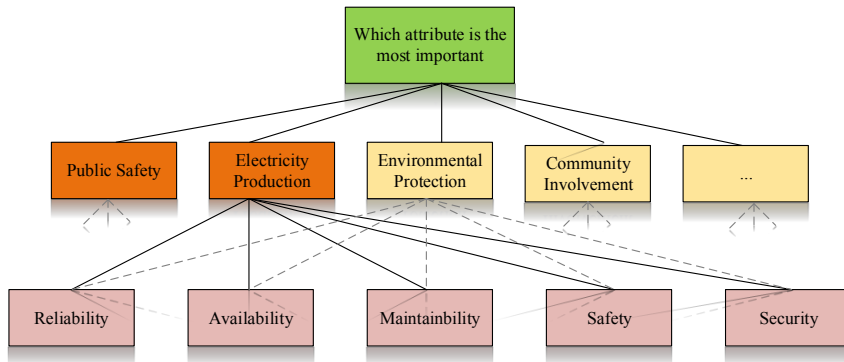 Which attribute is the
most important
Public Safety
Electricity
Production
Environmental
Protection
Community
Involvement
...
Reliability
Availability
Maintainbility
Safety
Security